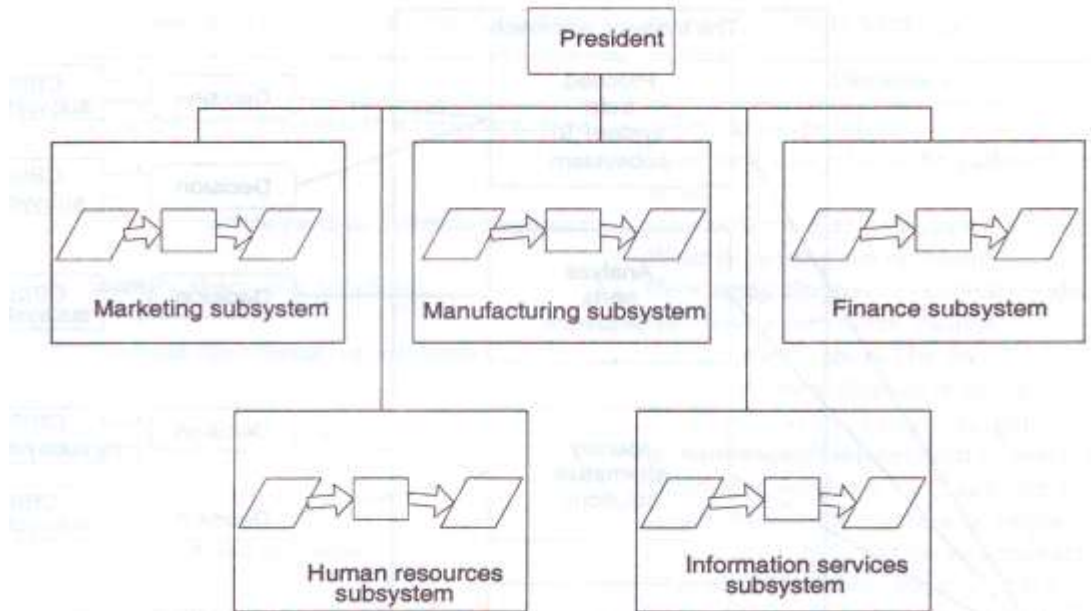 President
Marketing subsystem
Manufacturing subsystem
Finance subsystem
Human resources
subsystem
Information services
subsystem